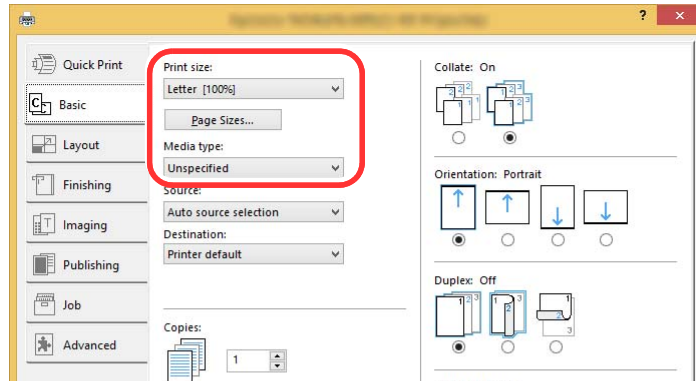 ?
Quick Print
Basic
Layout
Finishing
Imaging
Publishing
Job
Advanced
Print size:
Letter [100%]
Page Sizes...
Media type:
Unspecified
Source:
Auto source selection
Destination:
Printer default
Copies:
1
Collate: On
Orientation: Portrait
Duplex: Off